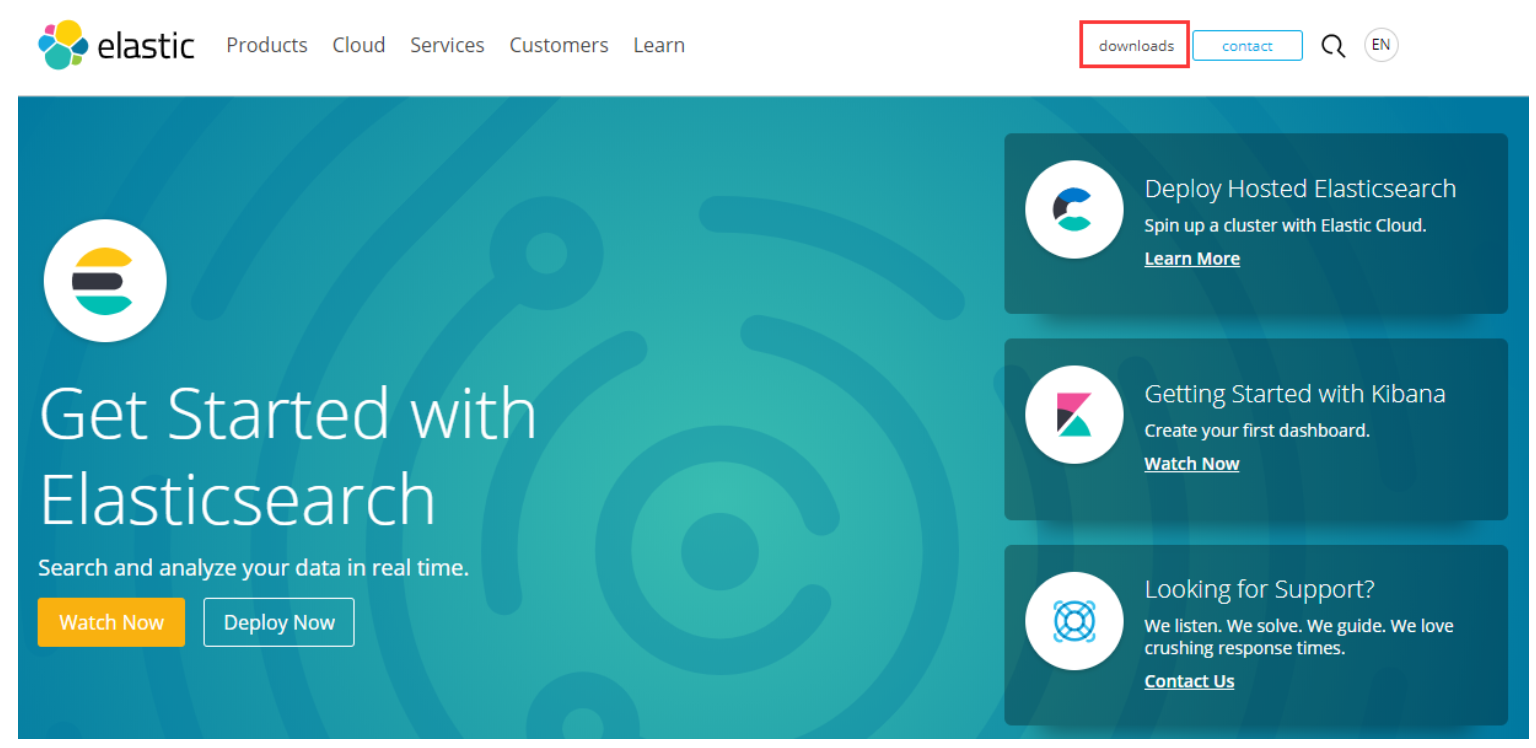 elastic Products Cloud Services Customers Learn downloads contact EN
Get Started with
Elasticsearch
Search and analyze your data in real time.
Watch Now Deploy Now
Deploy Hosted Elasticsearch
Spin up a cluster with Elastic Cloud.
Learn More
Getting Started with Kibana
Create your first dashboard.
Watch Now
Looking for Support?
We listen. We solve. We guide. We love
crushing response times.
Contact Us